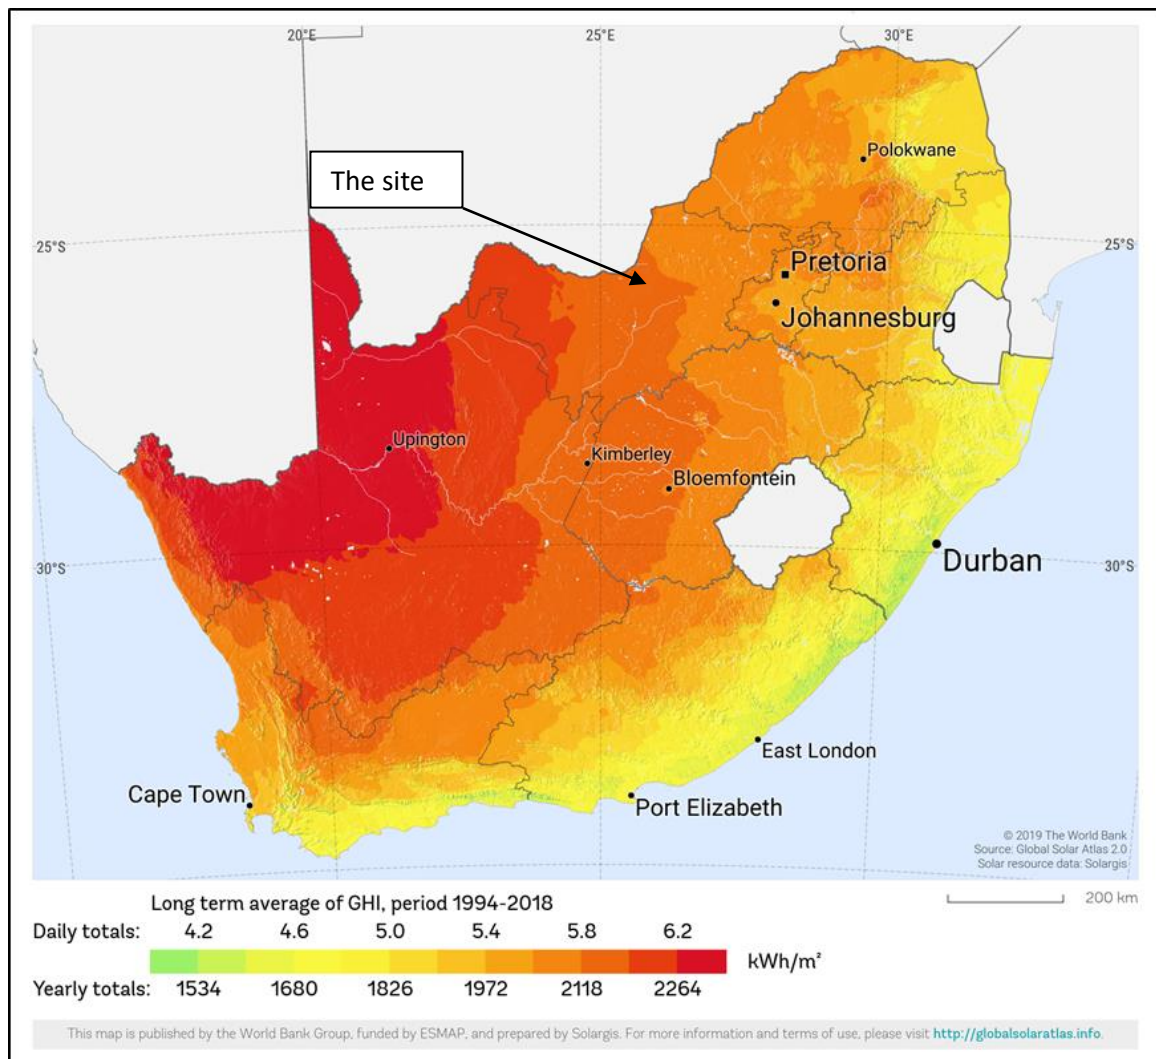 20°E 25°E 30°E
Polokwane
The site
25°S 25°S
Pretoria
Johannesburg
Upington
Kimberley
Bloemfontein
Durban
30°S 30°S
East London
Cape Town
Port Elizabeth
© 2019 The World Bank
Source: Global Solar Atlas 2.0
Solar resource data: Solargis
Long term average of GHI, period 1994-2018
200 km
Daily totals: 4.2 4.6 5.0 5.4 5.8 6.2
kWh/m²
Yearly totals: 1534 1680 1826 1972 2118 2264
This map is published by the World Bank Group, funded by ESMAP, and prepared by Solargis. For more information and terms of use, please visit http://globalsolaratlas.info.